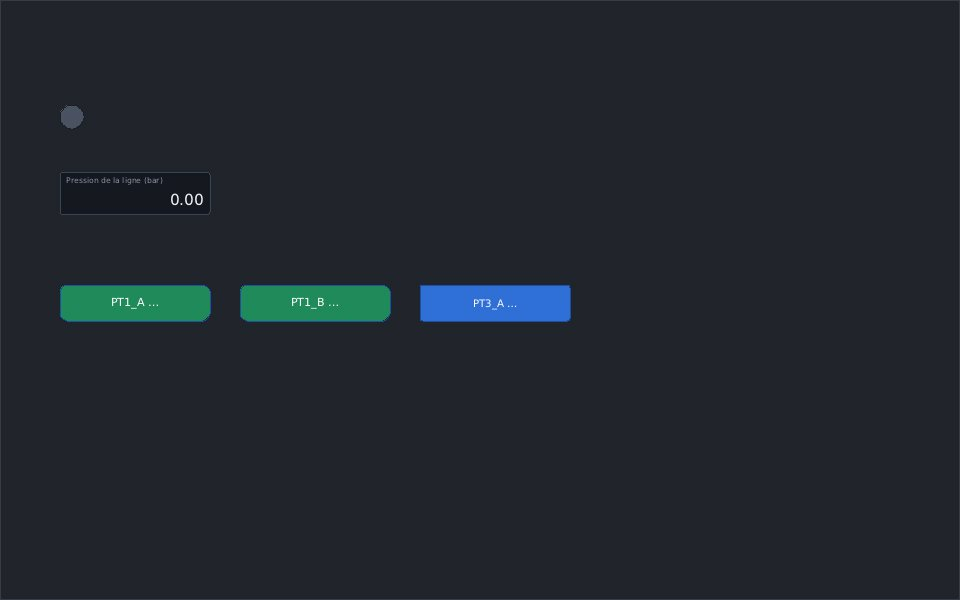 Pression de la ligne (bar)
0.00
PT1_A ...
PT1_B ...
PT3_A ...